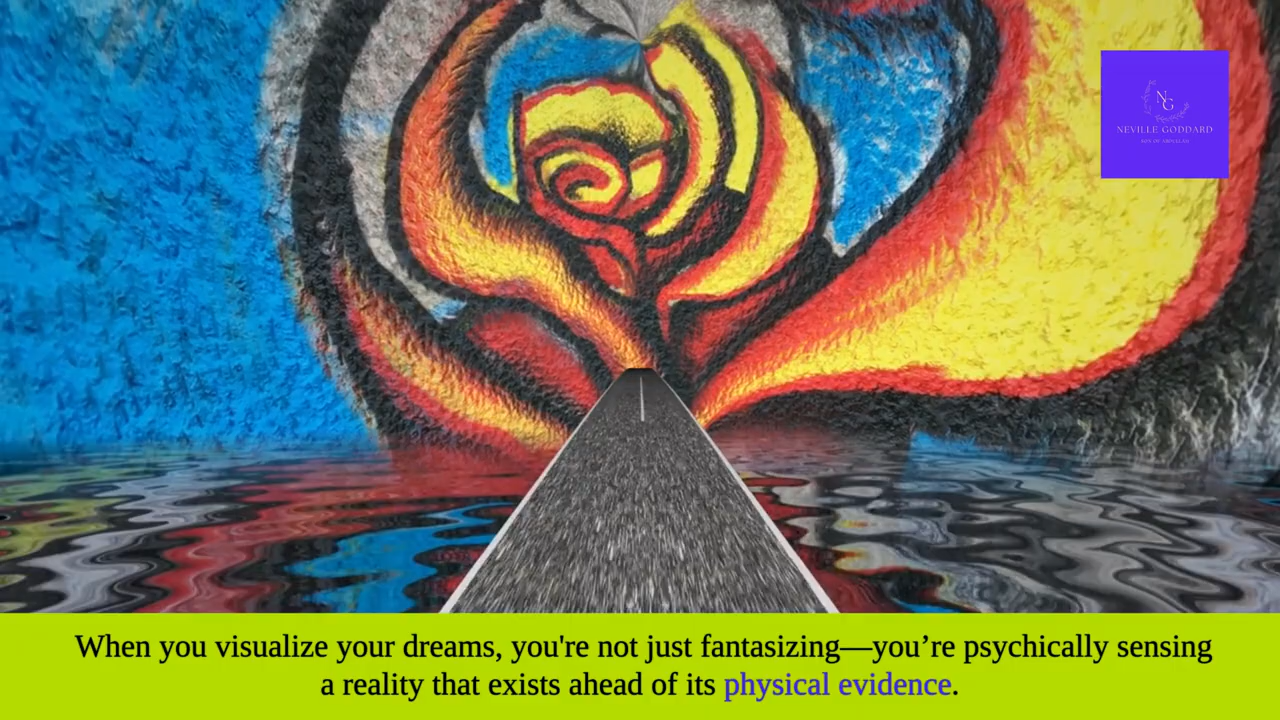 NG
NEVILLE GODDARD
When you visualize your dreams, you're not just fantasizing—you’re psychically sensing
a reality that exists ahead of its physical evidence.